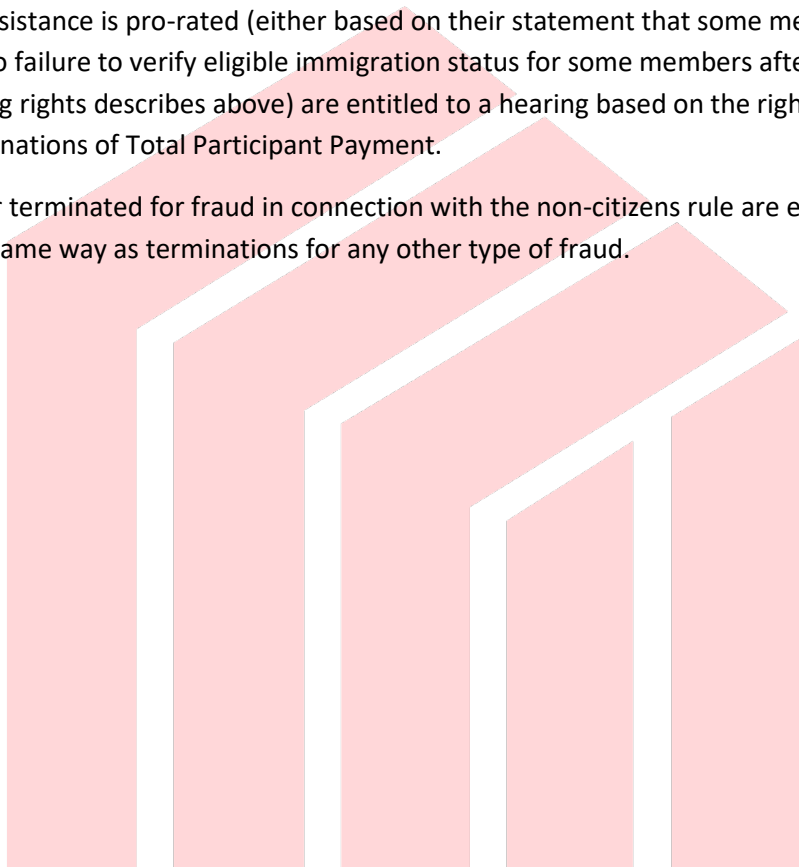 sistance is pro-rated (either based on their statement that some me
o failure to verify eligible immigration status for some members afte
g rights describes above) are entitled to a hearing based on the righ
nations of Total Participant Payment.
r terminated for fraud in connection with the non-citizens rule are e
ame way as terminations for any other type of fraud.